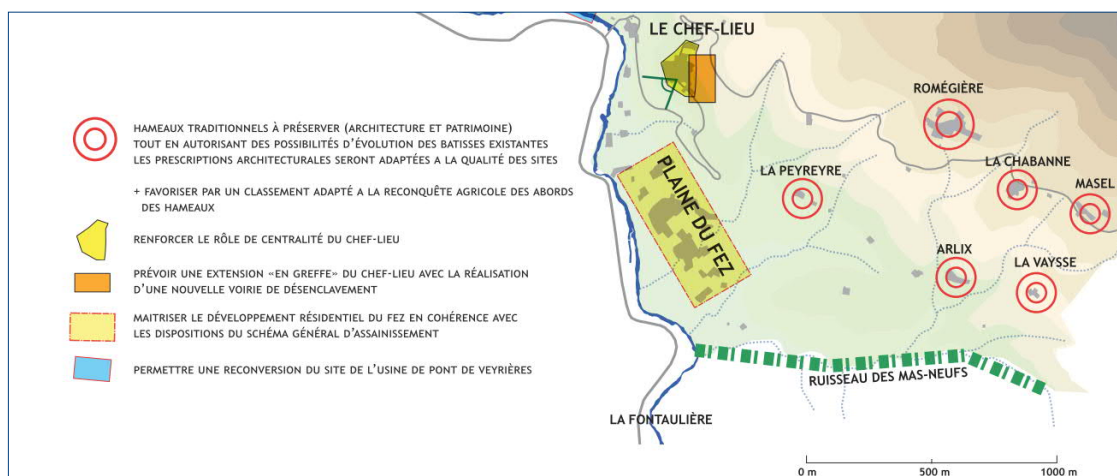 LE CHEF-LIEU
ROMÉGIÈRE
HAMEAUX TRADITIONNELS À PRÉSERVER (ARCHITECTURE ET PATRIMOINE)
TOUT EN AUTORISANT DES POSSIBILITÉS D'ÉVOLUTION DES BATISSES EXISTANTES
LES PRESCRIPTIONS ARCHITECTURALES SERONT ADAPTÉES A LA QUALITÉ DES SITES
+ FAVORISER PAR UN CLASSEMENT ADAPTÉ A LA RECONQUÊTE AGRICOLE DES ABORDS
DES HAMEAUX
RENFORCER LE RÔLE DE CENTRALITÉ DU CHEF-LIEU
PRÉVOIR UNE EXTENSION «EN GREFFE» DU CHEF-LIEU AVEC LA RÉALISATION
D'UNE NOUVELLE VOIRIE DE DÉSENCLAVEMENT
MAITRISER LE DÉVELOPPEMENT RÉSIDENTIEL DU FEZ EN COHÉRENCE AVEC
LES DISPOSITIONS DU SCHÉMA GÉNÉRAL D'ASSAINISSEMENT
PERMETTRE UNE RECONVERSION DU SITE DE L'USINE DE PONT DE VEYRIÈRES
PLAINE DU FEZ
LA PEYREYRE
LA CHABANNE
MASEL
ARLIX
LA VAYSSE
RUISSEAU DES MAS-NEUFS
LA FONTAULIÈRE
0 m 500 m 1000 m